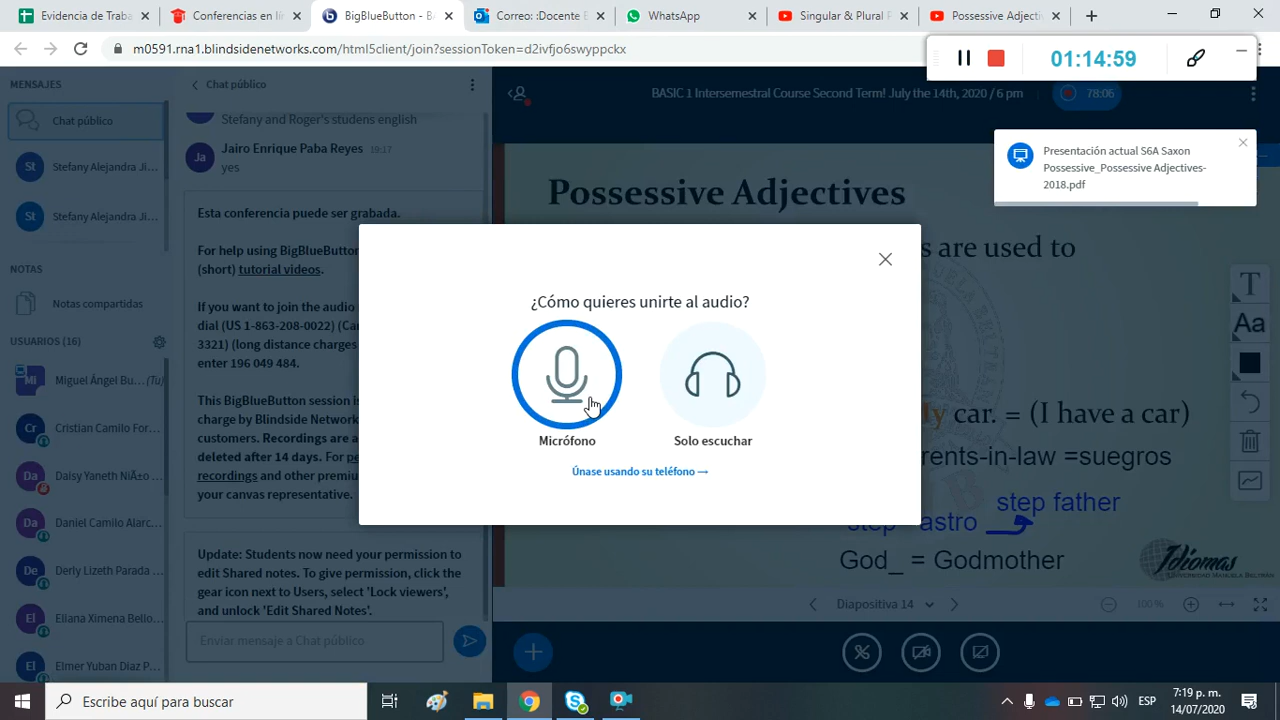 Evidencia de Traba
Conferencias en lín
BigBlueButton - B
Correo: :Docente E
WhatsApp
Singular & Plural P
Possessive Adjecti
m0591.rna1.blindsidenetworks.com/html5client/join?sessionToken=d2ivfjo6swyppckx
01:14:59
MENSAJES
Chat público
Stefany Alejandra Ji...
Stefany Alejandra Ji...
NOTAS
Notas compartidas
USUARIOS (16)
Miguel Ángel Bu... (Tú)
Cristian Camilo For...
Daisy Yaneth NiÃ±o ...
Daniel Camilo Alarc...
Derly Lizeth Parada ...
Eliana Ximena Bello...
Elmer Yuban Diaz P...
Chat público
Stefany and Roger's studens english
Jairo Enrique Paba Reyes 19:17
yes
Esta conferencia puede ser grabada.
For help using BigBlueButton
(short) tutorial videos.
If you want to join the audio
dial (US 1-863-208-0022) (Ca
3321) (long distance charges
enter 196 049 484.
This BigBlueButton session is
charge by Blindside Network
customers. Recordings are a
deleted after 14 days. For pe
recordings and other premiu
your canvas representative.
Update: Students now need your permission to
edit Shared notes. To give permission, click the
gear icon next to Users, select 'Lock viewers',
and unlock 'Edit Shared Notes'.
Enviar mensaje a Chat público
BASIC 1 Intersemestral Course Second Term! July the 14th, 2020 / 6 pm
78:06
Presentación actual S6A Saxon
Possessive_Possessive Adjectives-
2018.pdf
Possessive Adjectives
s are used to
My car. = (I have a car)
rents-in-law =suegros
step father
step astro
God_ = Godmother
Idiomas
UNIVERSIDAD MANUELA BELTRÁN
¿Cómo quieres unirte al audio?
Micrófono
Solo escuchar
Únase usando su teléfono →
Diapositiva 14
100 %
T
Aa
Escribe aquí para buscar
ESP
7:19 p. m.
14/07/2020